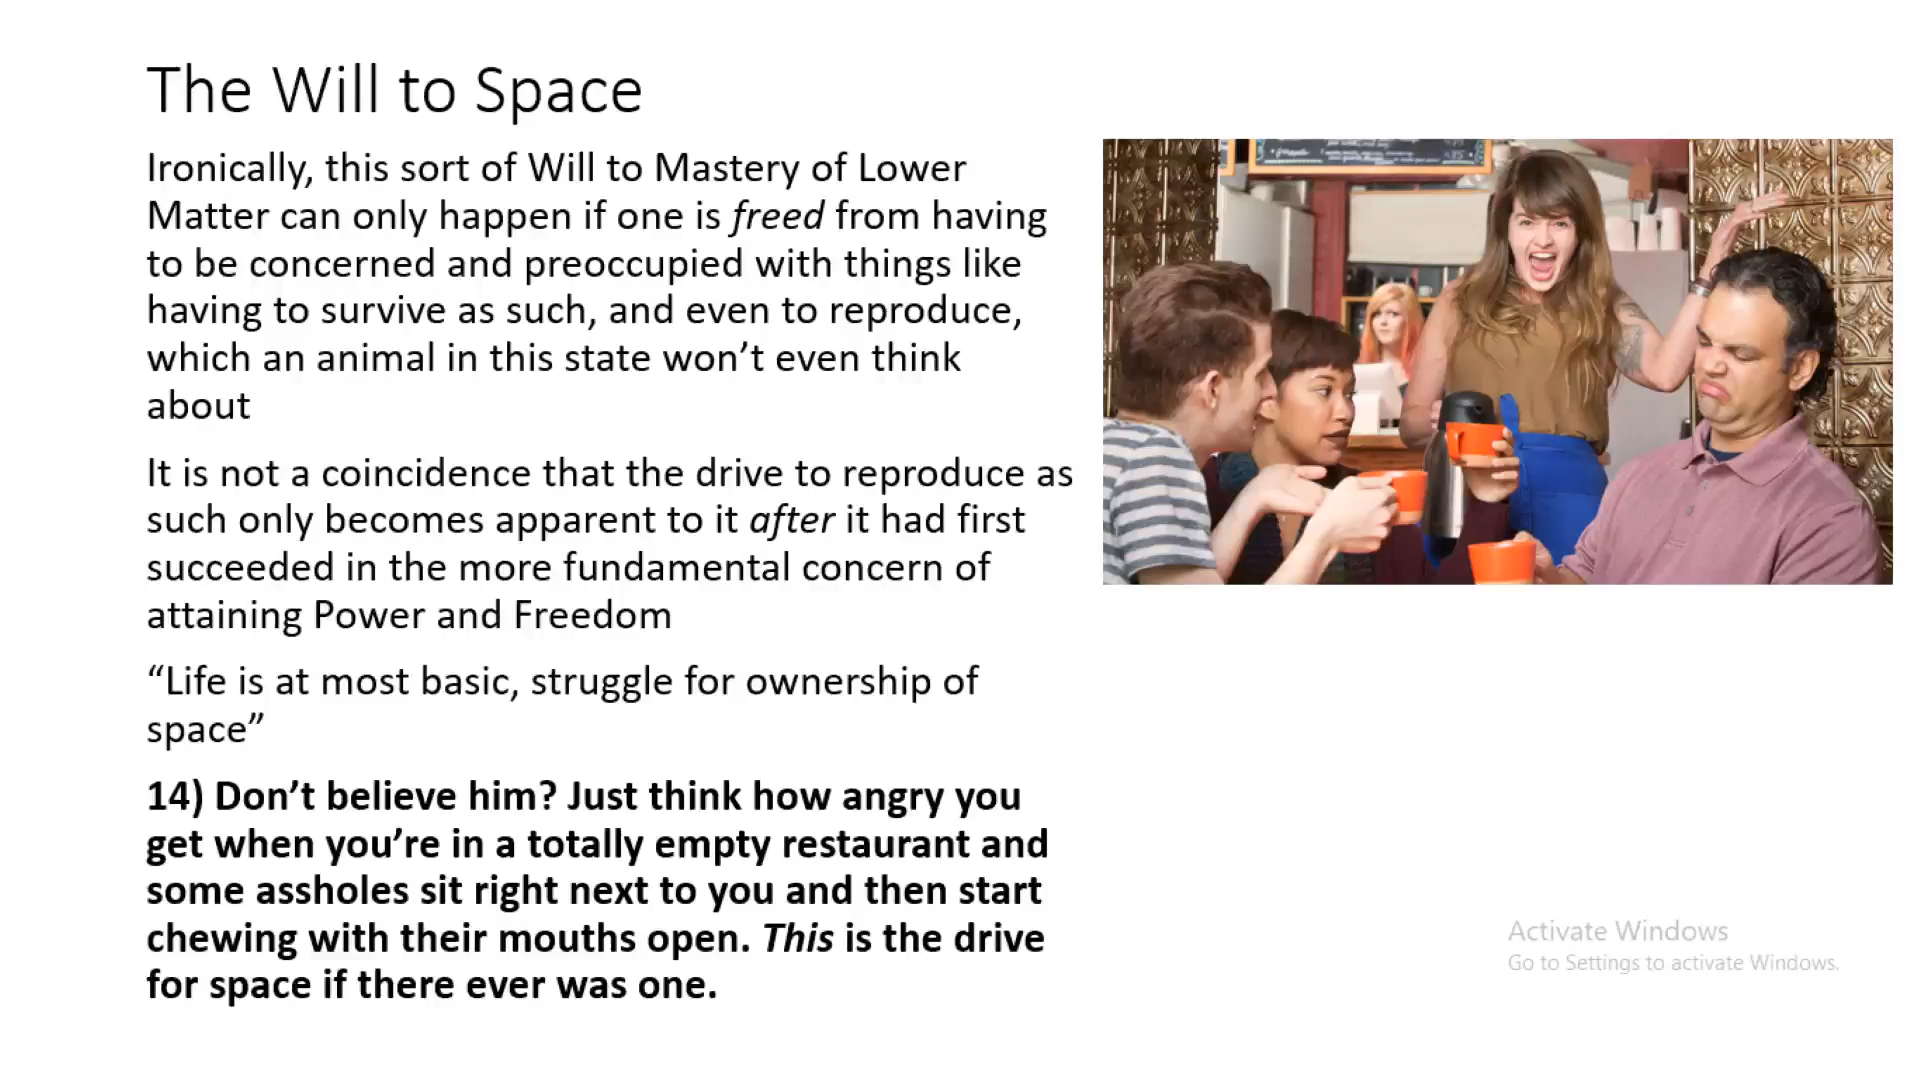 The Will to Space
Ironically, this sort of Will to Mastery of Lower
Matter can only happen if one is freed from having
to be concerned and preoccupied with things like
having to survive as such, and even to reproduce,
which an animal in this state won’t even think
about
It is not a coincidence that the drive to reproduce as
such only becomes apparent to it after it had first
succeeded in the more fundamental concern of
attaining Power and Freedom
“Life is at most basic, struggle for ownership of
space”
14) Don’t believe him? Just think how angry you
get when you’re in a totally empty restaurant and
some assholes sit right next to you and then start
chewing with their mouths open. This is the drive
for space if there ever was one.
Activate Windows
Go to Settings to activate Windows.